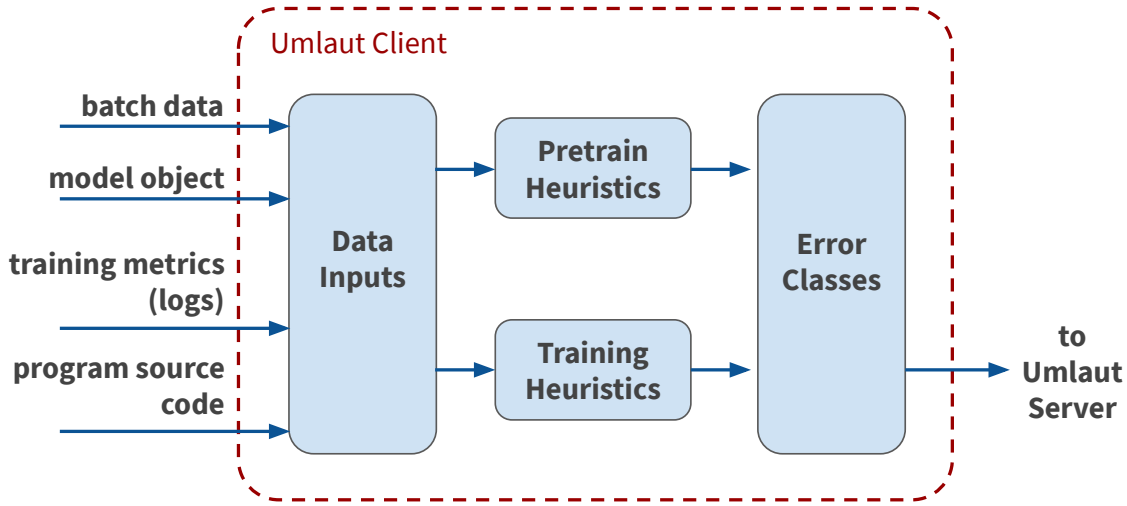 Umlaut Client
batch data
model object
training metrics
(logs)
program source
code
Data
Inputs
Pretrain
Heuristics
Training
Heuristics
Error
Classes
to
Umlaut
Server